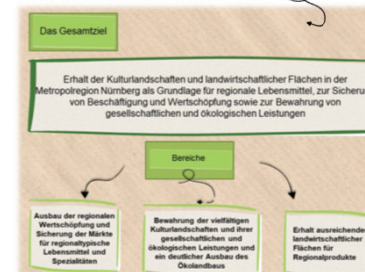 Das Gesamtziel
Erhalt der Kulturlandschaften und landwirtschaftlicher Flächen in der
Metropolregion Nürnberg als Grundlage für regionale Lebensmittel, zur Sicheru
von Beschäftigung und Wertschöpfung sowie zur Bewahrung von
gesellschaftlichen und ökologischen Leistungen
Bereiche
Ausbau der regionalen
Wertschöpfung und
Sicherung der Märkte
für regionaltypische
Lebensmittel und
Spezialitäten
Bewahrung der vielfältigen
Kulturlandschaften und ihrer
gesellschaftlichen und
ökologischen Leistungen und
ein deutlicher Ausbau des
Ökolandbaus
Erhalt ausreichender
landwirtschaftlicher
Flächen für
Regionalprodukte